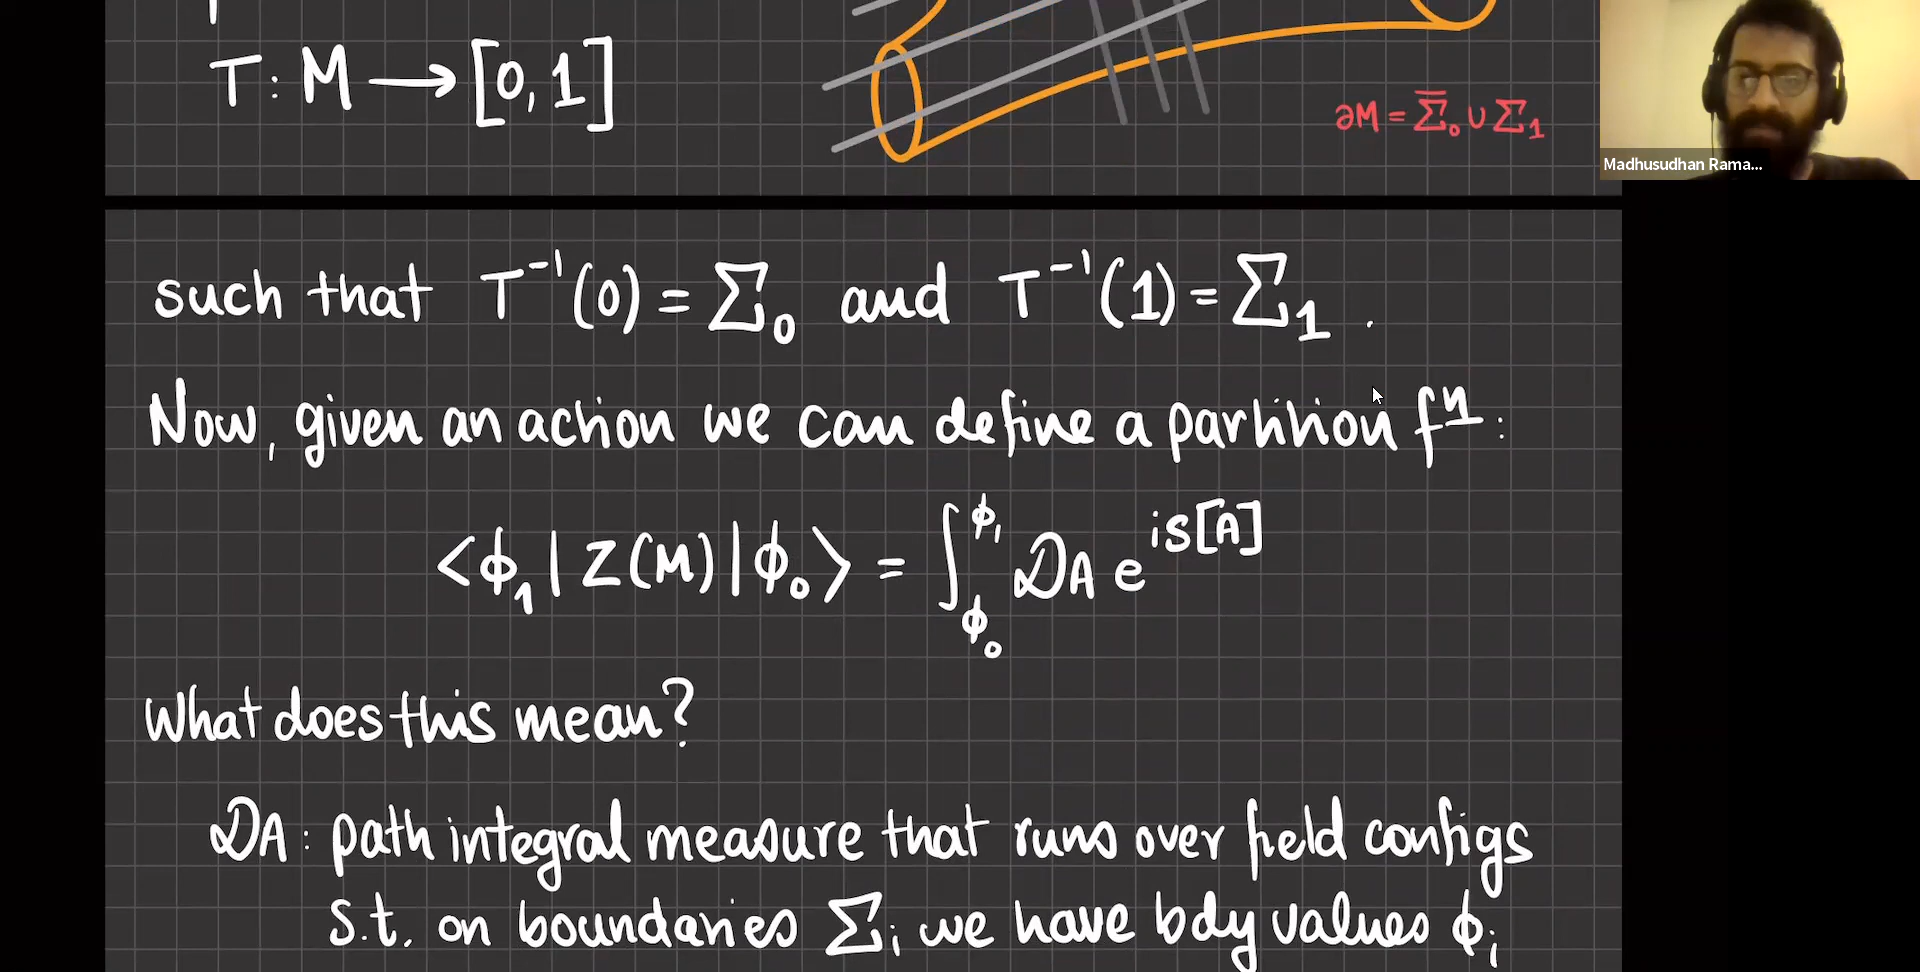 T: M ⟶ [0, 1]
∂M = Σ̅₀ ∪ Σ₁
Madhusudhan Rama...
such that T⁻¹(0) = Σ₀ and T⁻¹(1) = Σ₁ .
Now, given an action we can define a partition fⁿ :
<ϕ₁ | Z(M) | ϕ₀> = ∫_{ϕ₀}^{ϕ₁} 𝒟A e^{iS[A]}
What does this mean?
𝒟A : path integral measure that runs over field configs
s.t. on boundaries Σᵢ we have bdy values ϕᵢ